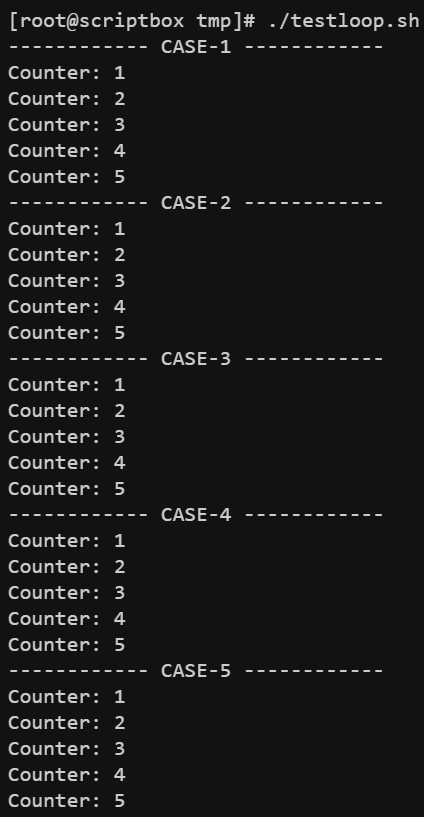 [root@scriptbox tmp]# ./testloop.sh
------------ CASE-1 ------------
Counter: 1
Counter: 2
Counter: 3
Counter: 4
Counter: 5
------------ CASE-2 ------------
Counter: 1
Counter: 2
Counter: 3
Counter: 4
Counter: 5
------------ CASE-3 ------------
Counter: 1
Counter: 2
Counter: 3
Counter: 4
Counter: 5
------------ CASE-4 ------------
Counter: 1
Counter: 2
Counter: 3
Counter: 4
Counter: 5
------------ CASE-5 ------------
Counter: 1
Counter: 2
Counter: 3
Counter: 4
Counter: 5